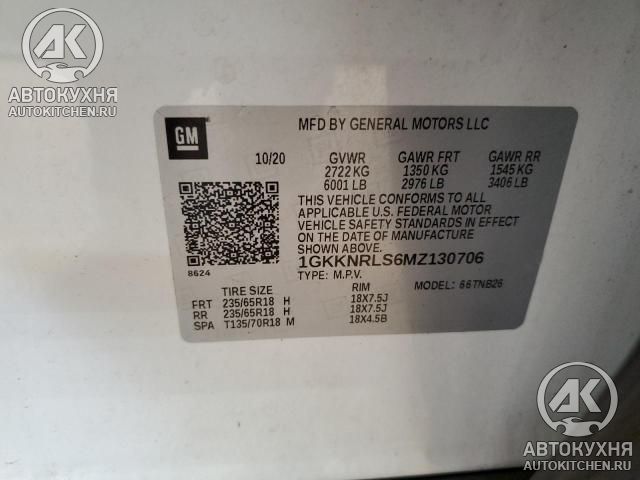 AK
АВТОКУХНЯ
AUTOKITCHEN.RU
GM
MFD BY GENERAL MOTORS LLC
10/20 GVWR GAWR FRT GAWR RR
2722 KG 1350 KG 1545 KG
6001 LB 2976 LB 3406 LB
THIS VEHICLE CONFORMS TO ALL
APPLICABLE U.S. FEDERAL MOTOR
VEHICLE SAFETY STANDARDS IN EFFECT
ON THE DATE OF MANUFACTURE SHOWN ABOVE.
8624
1GKKNRLS6MZ130706
TYPE: M.P.V. MODEL: 66TNB26
TIRE SIZE RIM
FRT 235/65R18 H 18X7.5J
RR 235/65R18 H 18X7.5J
SPA T135/70R18 M 18X4.5B
AK
АВТОКУХНЯ
AUTOKITCHEN.RU